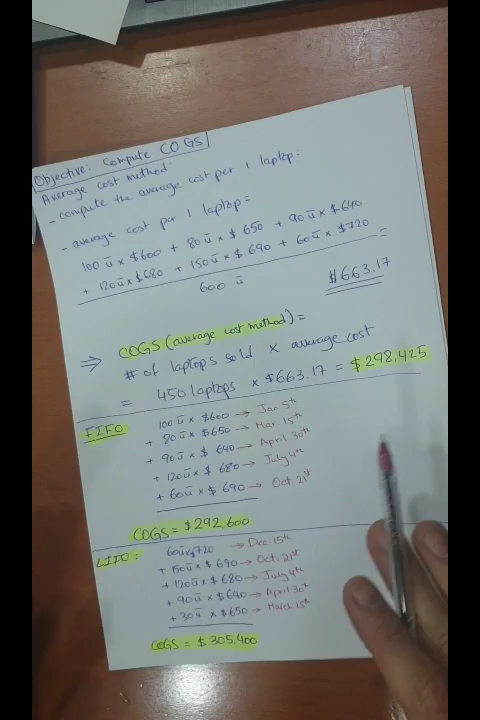 Objective: Compute COGS
Average cost method:
- compute the average cost per 1 laptop:
- average cost per 1 laptop =
100 ū x $600 + 80 ū x $ 650 + 90 ū x $640
+ 120 ū x $680 + 150 ū x $ 690 + 60 ū x $720 =
600 ū
$663.17
⇒ COGS (average cost method) =
# of laptops sold x average cost
= 450 laptops x $663.17 = $298,425
FIFO
100 ū x $600 → Jan 5th
+ 80 ū x $650 → Mar. 15th
+ 90 ū x $ 640 → April 30th
+ 120 ū x $ 680 → July 4th
+ 60 ū x $ 690 → Oct 21st
COGS = $292,600
LIFO:
60 ū x $720 → Dec. 15th
+ 150 ū x $ 690 → Oct. 21st
+ 120 ū x $ 680 → July 4th
+ 90 ū x $640 → April 30th
+ 30 ū x $650 → March 15th
COGS = $ 305,400